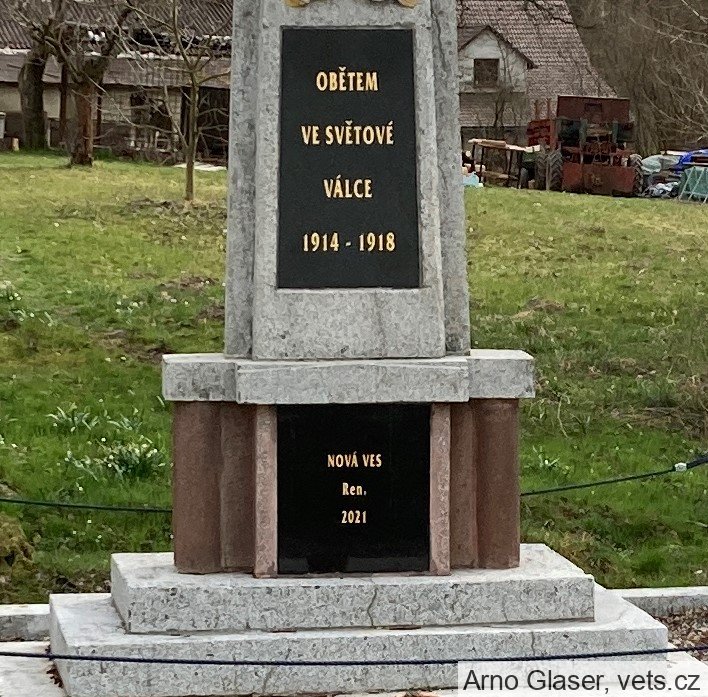 OBĚTEM
VE SVĚTOVÉ
VÁLCE
1914 - 1918
NOVÁ VES
Ren.
2021
Arno Glaser, vets.cz